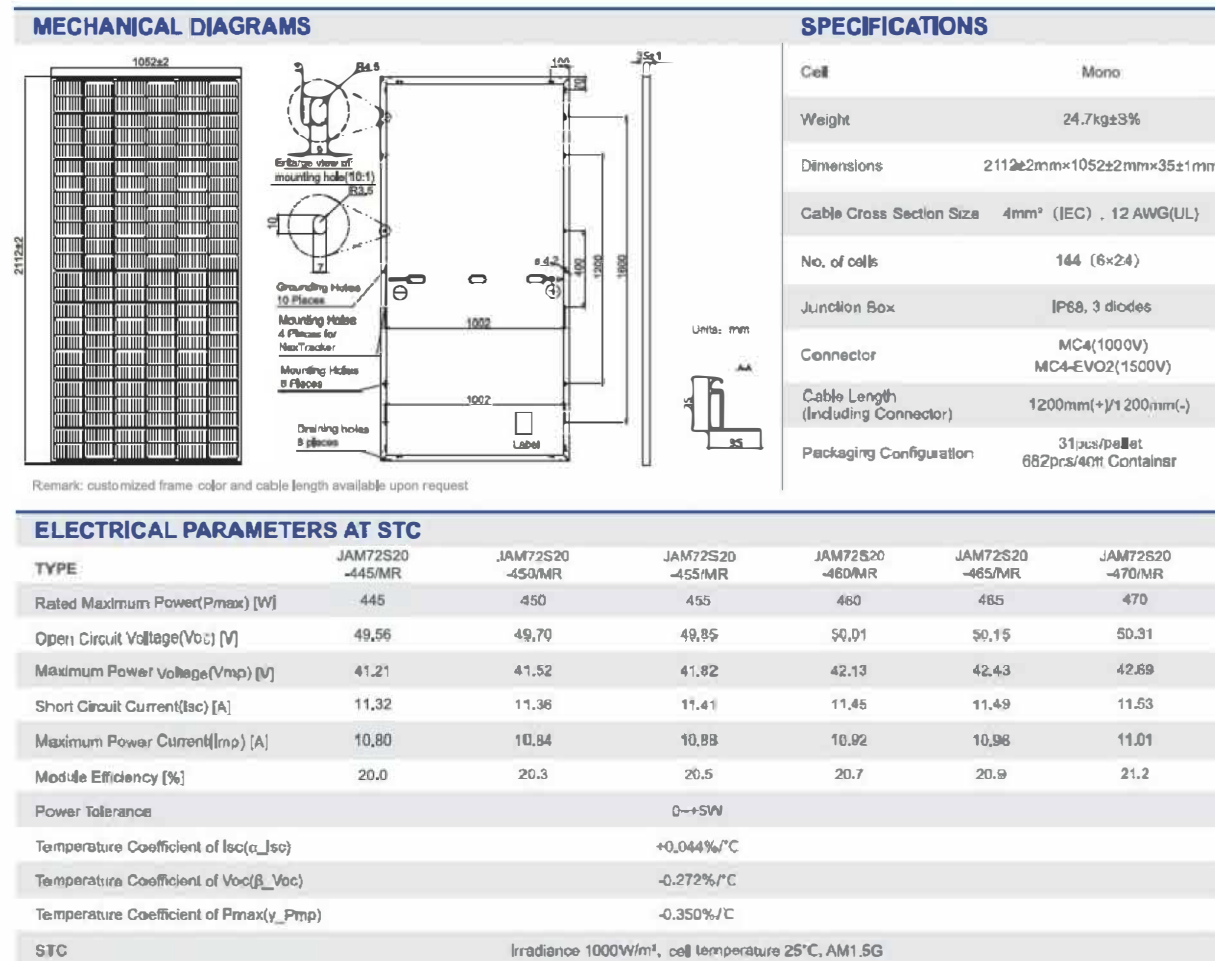 MECHANICAL DIAGRAMS
1052±2
2112±2
R4.5
9
Enlarge view of
mounting hole(10:1)
R3.5
10
7
Grounding Holes
10 Places
Mounting Holes
4 Places for
NexTracker
Mounting Holes
8 Places
Draining holes
8 places
100
20
35±1
ø 4.2
400
1200
1600
1002
1002
Label
Units: mm
35
Remark: customized frame color and cable length available upon request
SPECIFICATIONS
Cell Mono
Weight 24.7kg±3%
Dimensions 2112±2mm×1052±2mm×35±1mm
Cable Cross Section Size 4mm² (IEC) , 12 AWG(UL)
No. of cells 144 (6×24)
Junction Box IP68, 3 diodes
Connector MC4(1000V)
MC4-EVO2(1500V)
Cable Length
(Including Connector) 1200mm(+)/1200mm(-)
Packaging Configuration 31pcs/pallet
682pcs/40ft Container
ELECTRICAL PARAMETERS AT STC
TYPE JAM72S20 -445/MR JAM72S20 -450/MR JAM72S20 -455/MR JAM72S20 -460/MR JAM72S20 -465/MR JAM72S20 -470/MR
Rated Maximum Power(Pmax) [W] 445 450 455 460 465 470
Open Circuit Voltage(Voc) [V] 49.56 49.70 49.85 50.01 50.15 50.31
Maximum Power Voltage(Vmp) [V] 41.21 41.52 41.82 42.13 42.43 42.69
Short Circuit Current(Isc) [A] 11.32 11.36 11.41 11.45 11.49 11.53
Maximum Power Current(Imp) [A] 10.80 10.84 10.88 10.92 10.96 11.01
Module Efficiency [%] 20.0 20.3 20.5 20.7 20.9 21.2
Power Tolerance 0~+5W
Temperature Coefficient of Isc(α_Isc) +0.044%/°C
Temperature Coefficient of Voc(β_Voc) -0.272%/°C
Temperature Coefficient of Pmax(γ_Pmp) -0.350%/°C
STC Irradiance 1000W/m², cell temperature 25°C, AM1.5G